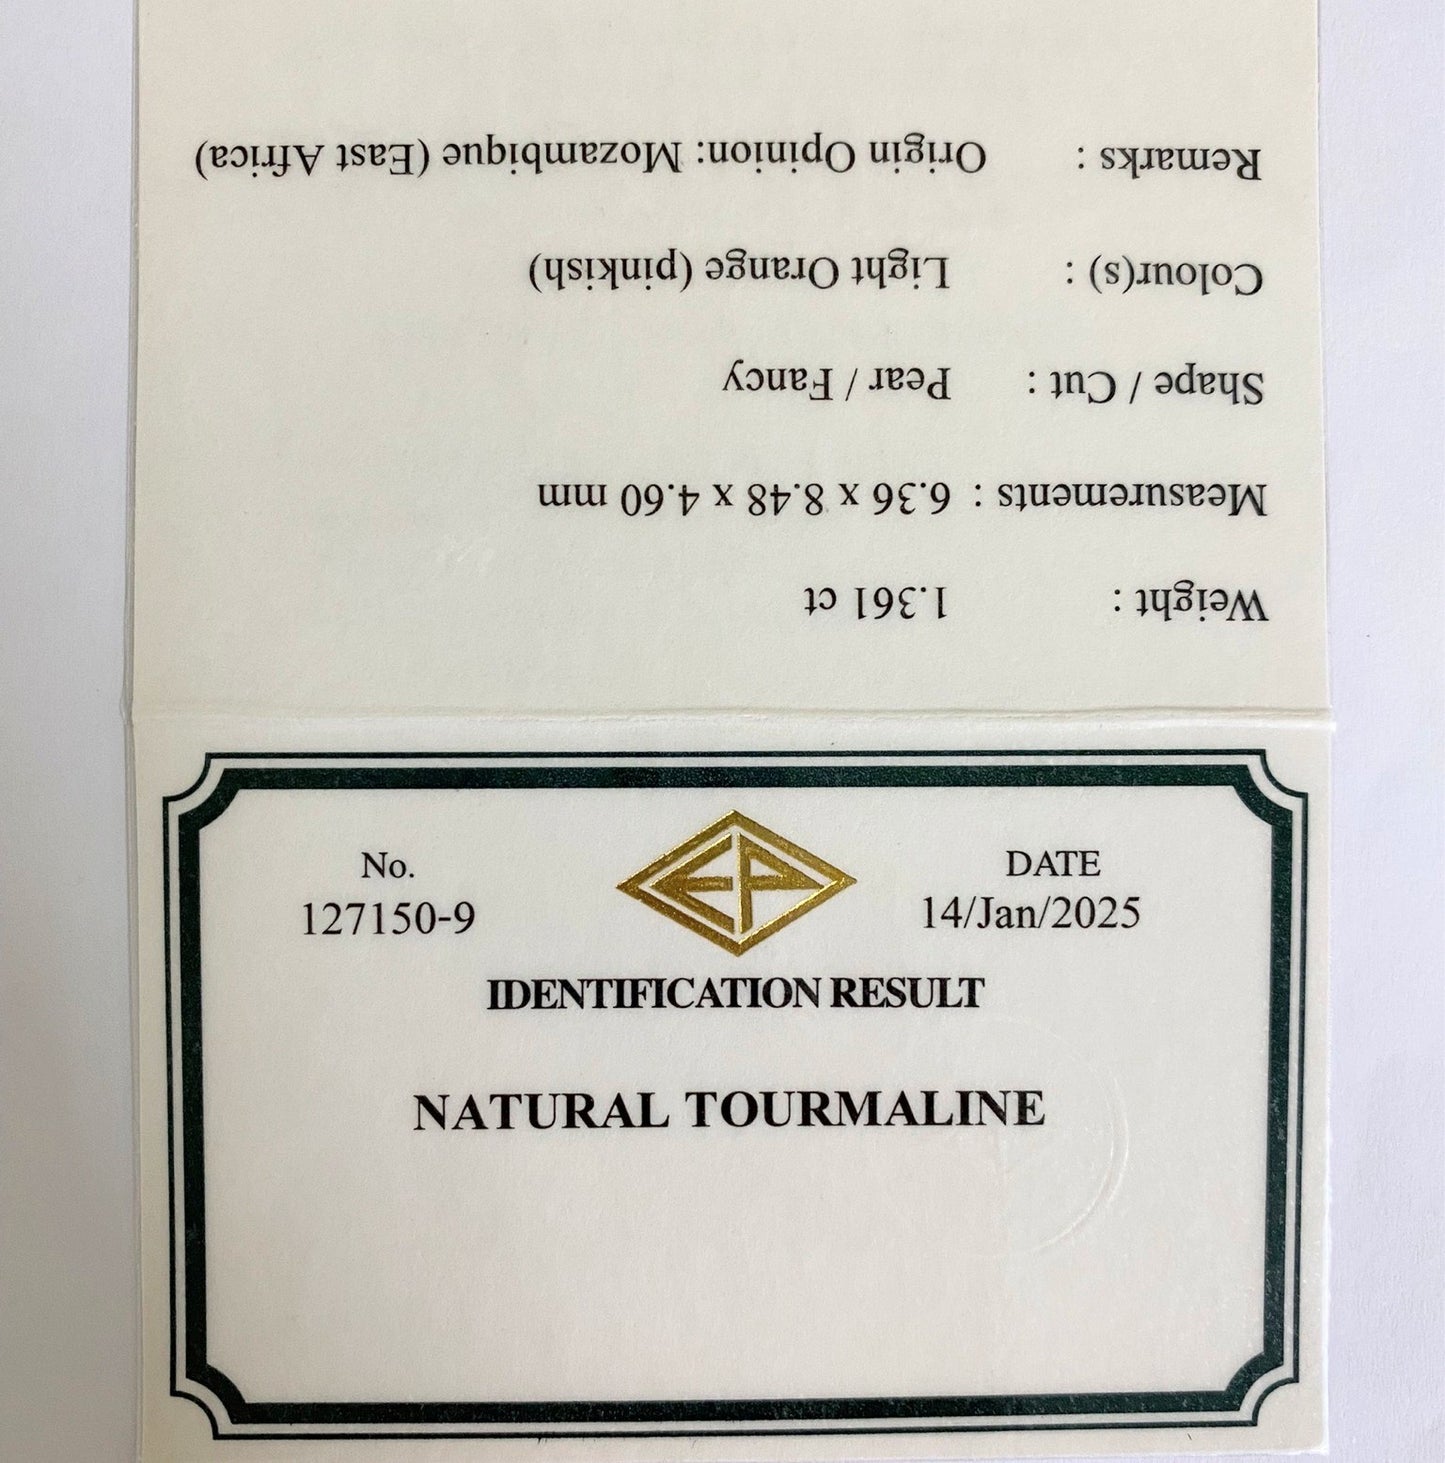 No.
127150-9
EP
DATE
14/Jan/2025
IDENTIFICATION RESULT
NATURAL TOURMALINE
Weight : 1.361 ct
Measurements : 6.36 x 8.48 x 4.60 mm
Shape / Cut : Pear / Fancy
Colour(s) : Light Orange (pinkish)
Remarks : Origin Opinion: Mozambique (East Africa)